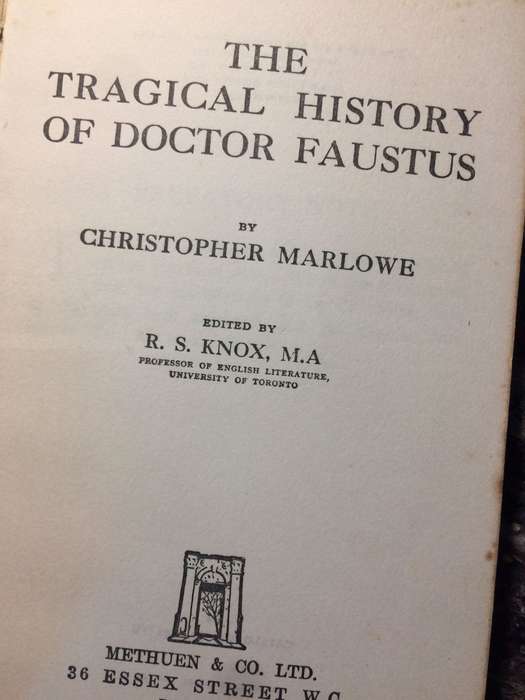 THE
TRAGICAL HISTORY
OF DOCTOR FAUSTUS
BY
CHRISTOPHER MARLOWE
EDITED BY
R. S. KNOX, M.A
PROFESSOR OF ENGLISH LITERATURE,
UNIVERSITY OF TORONTO
METHUEN & CO. LTD.
36 ESSEX STREET W.C.